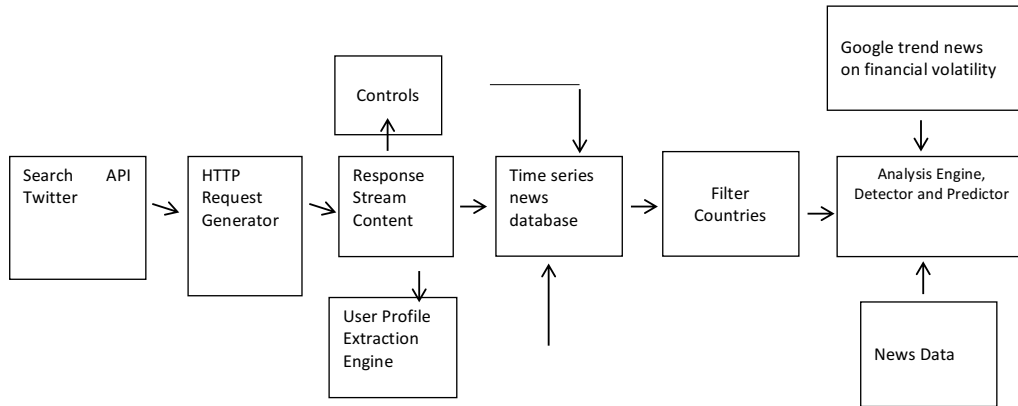 Google trend news
on financial volatility
Controls
Search API
Twitter
HTTP
Request
Generator
Response
Stream
Content
Time series
news
database
Filter
Countries
Analysis Engine,
Detector and Predictor
User Profile
Extraction
Engine
News Data